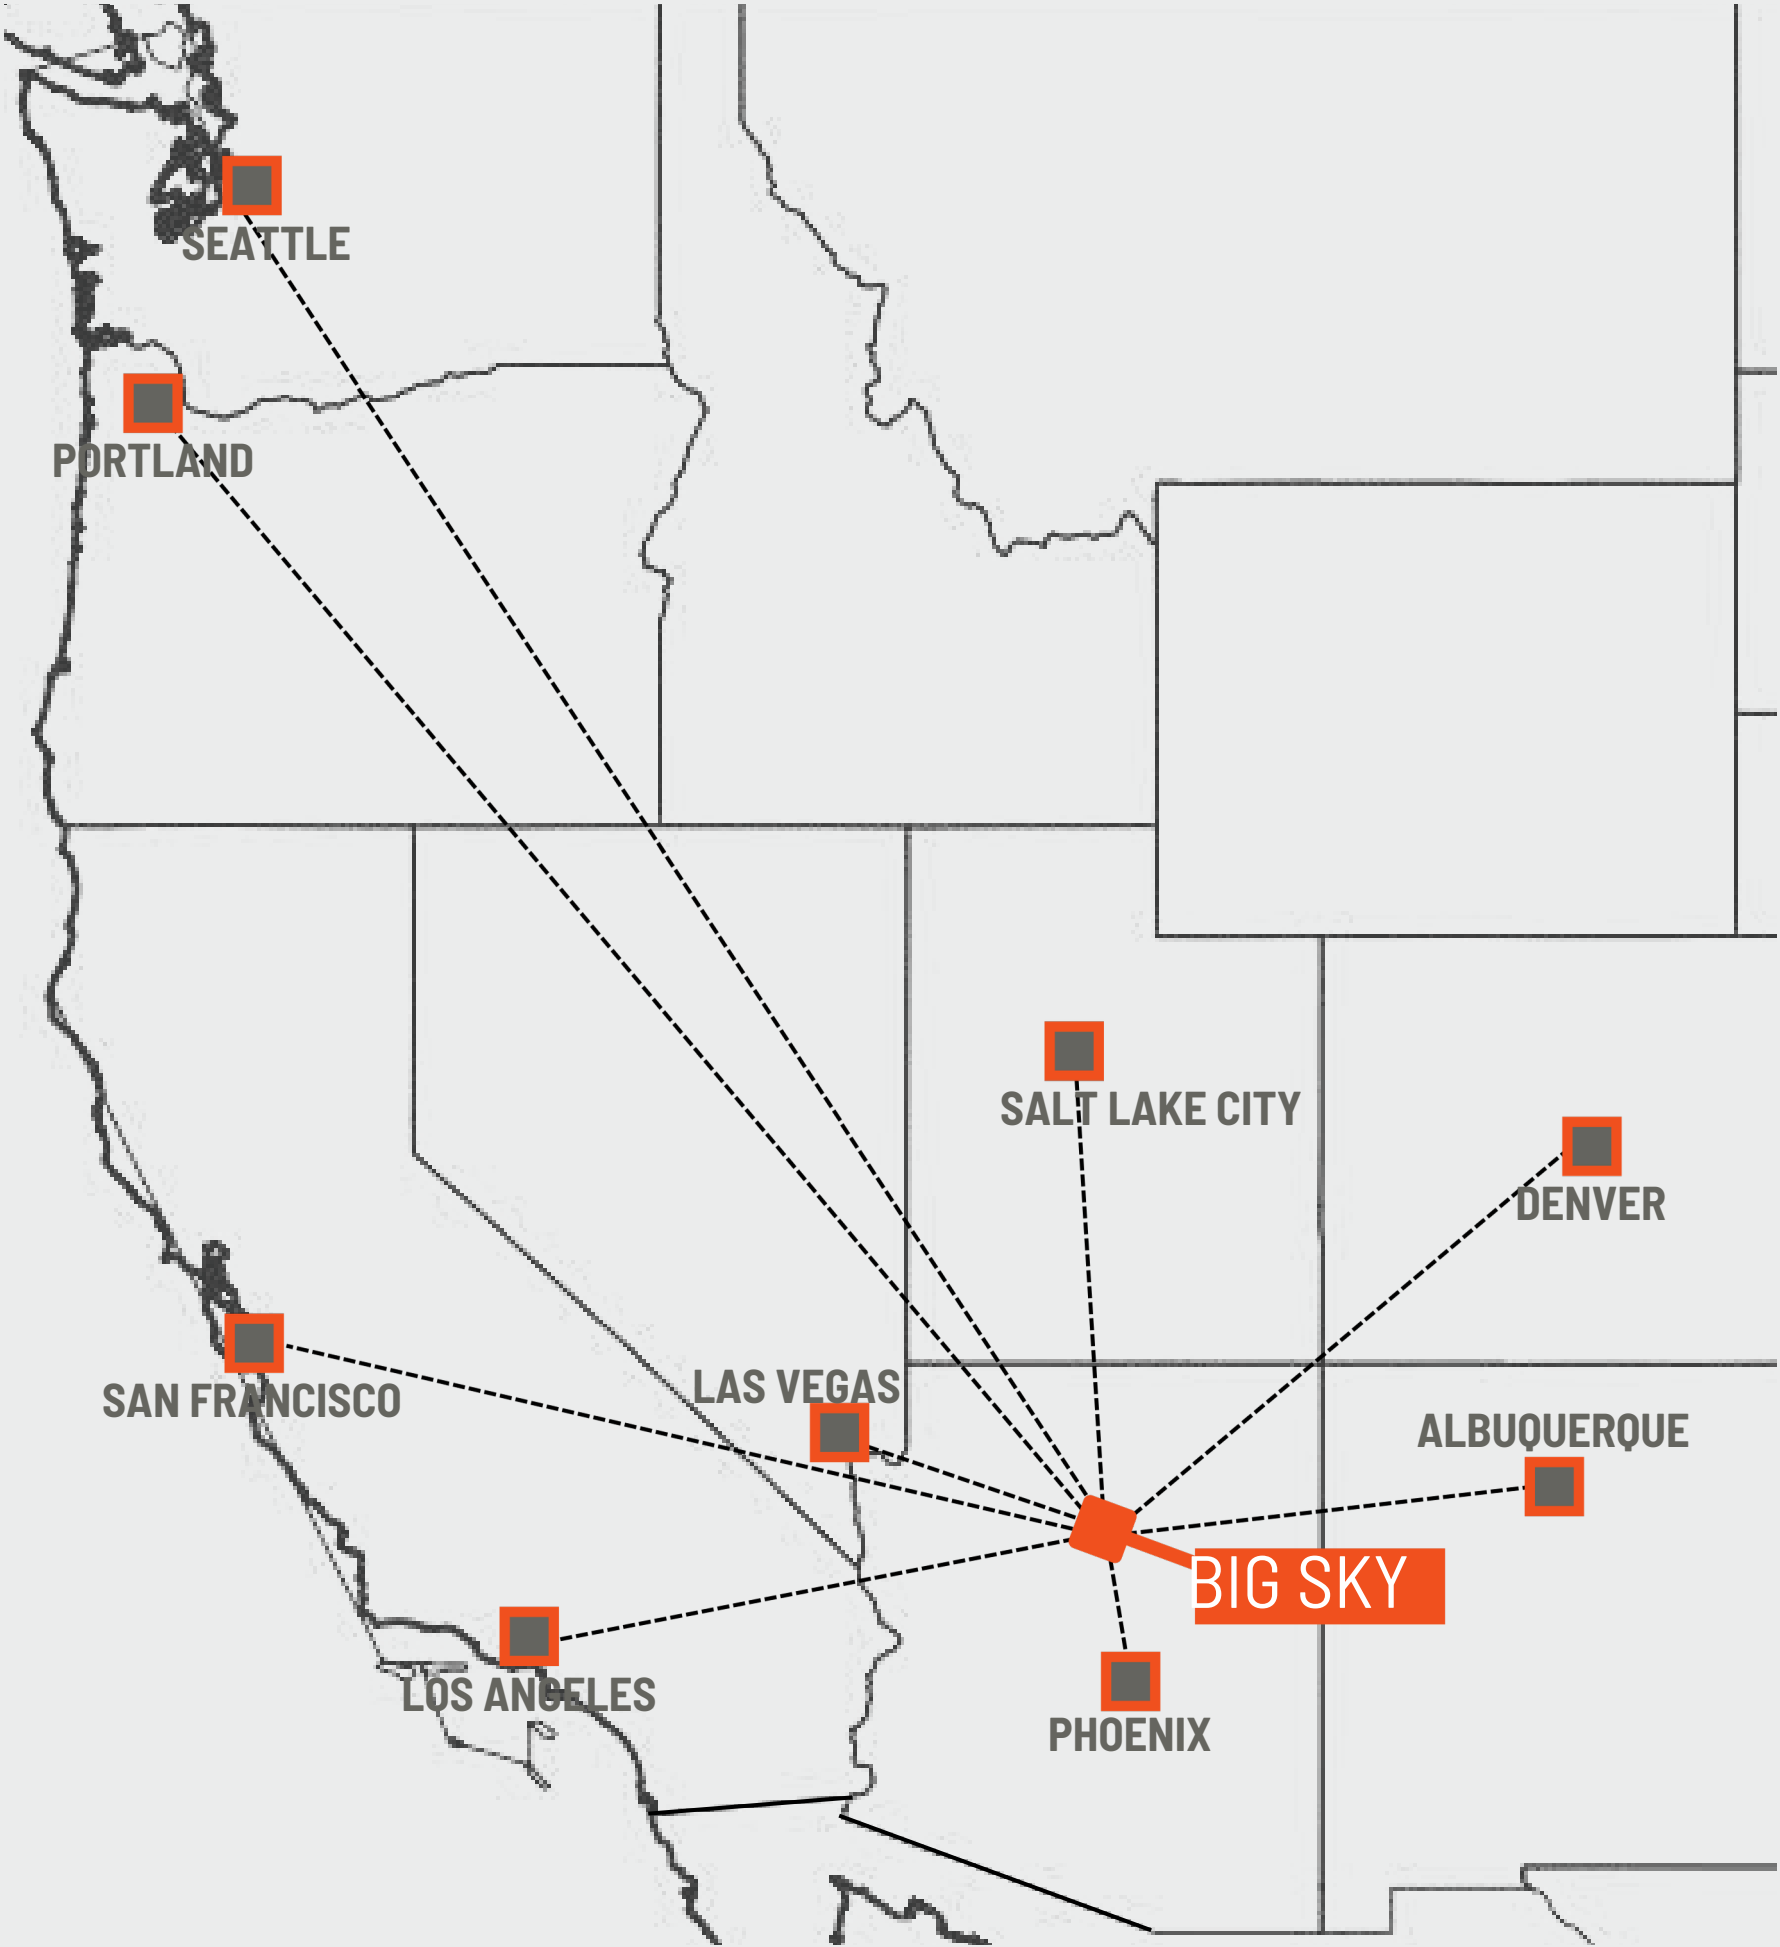 SEATTLE
PORTLAND
SALT LAKE CITY
DENVER
SAN FRANCISCO
LAS VEGAS
ALBUQUERQUE
BIG SKY
LOS ANGELES
PHOENIX